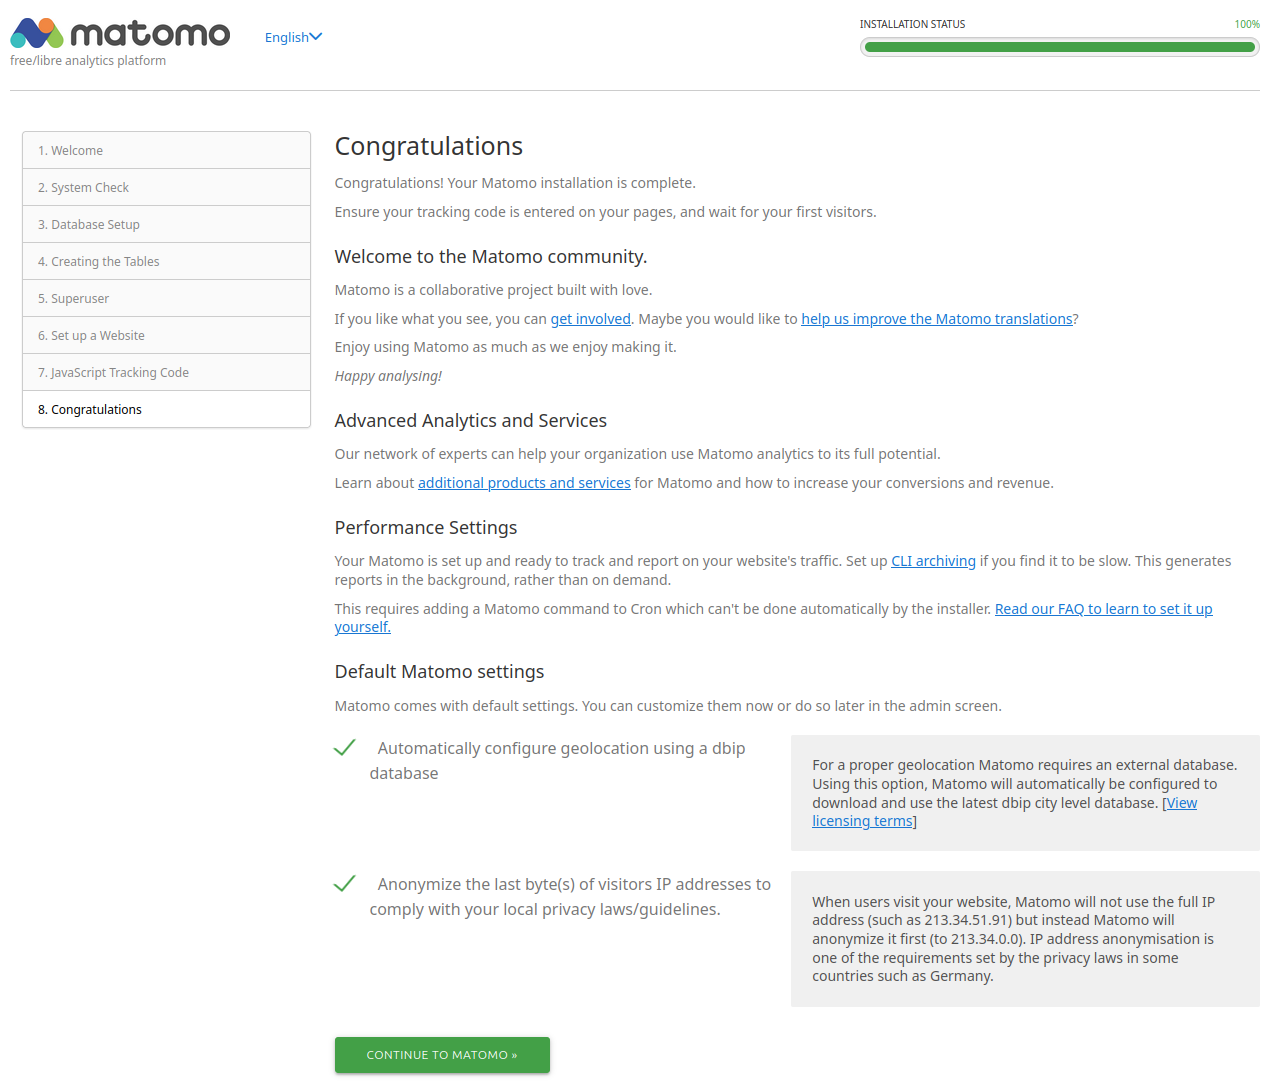 matomo
free/libre analytics platform
English
INSTALLATION STATUS
100%
1. Welcome
2. System Check
3. Database Setup
4. Creating the Tables
5. Superuser
6. Set up a Website
7. JavaScript Tracking Code
8. Congratulations
Congratulations
Congratulations! Your Matomo installation is complete.
Ensure your tracking code is entered on your pages, and wait for your first visitors.
Welcome to the Matomo community.
Matomo is a collaborative project built with love.
If you like what you see, you can get involved. Maybe you would like to help us improve the Matomo translations?
Enjoy using Matomo as much as we enjoy making it.
Happy analysing!
Advanced Analytics and Services
Our network of experts can help your organization use Matomo analytics to its full potential.
Learn about additional products and services for Matomo and how to increase your conversions and revenue.
Performance Settings
Your Matomo is set up and ready to track and report on your website's traffic. Set up CLI archiving if you find it to be slow. This generates
reports in the background, rather than on demand.
This requires adding a Matomo command to Cron which can't be done automatically by the installer. Read our FAQ to learn to set it up
yourself.
Default Matomo settings
Matomo comes with default settings. You can customize them now or do so later in the admin screen.
Automatically configure geolocation using a dbip
database
For a proper geolocation Matomo requires an external database.
Using this option, Matomo will automatically be configured to
download and use the latest dbip city level database. [View
licensing terms]
Anonymize the last byte(s) of visitors IP addresses to
comply with your local privacy laws/guidelines.
When users visit your website, Matomo will not use the full IP
address (such as 213.34.51.91) but instead Matomo will
anonymize it first (to 213.34.0.0). IP address anonymisation is
one of the requirements set by the privacy laws in some
countries such as Germany.
CONTINUE TO MATOMO »